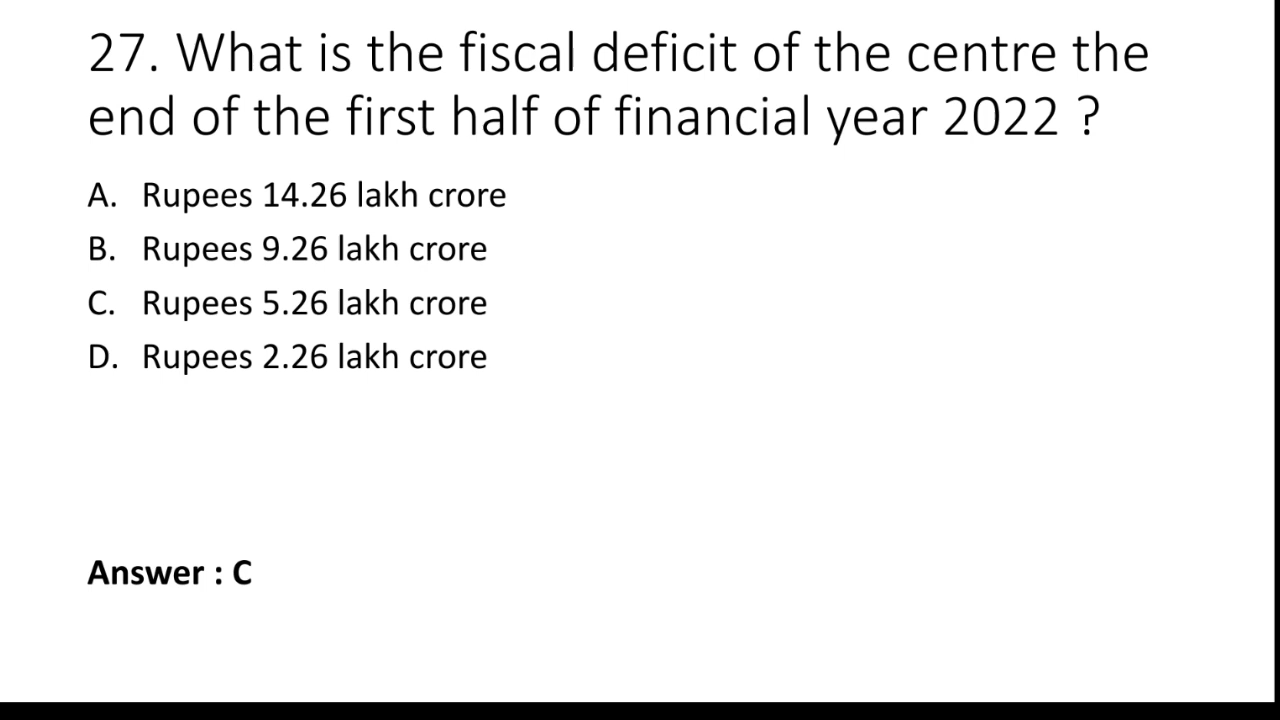 27. What is the fiscal deficit of the centre the
end of the first half of financial year 2022 ?
A. Rupees 14.26 lakh crore
B. Rupees 9.26 lakh crore
C. Rupees 5.26 lakh crore
D. Rupees 2.26 lakh crore
Answer : C